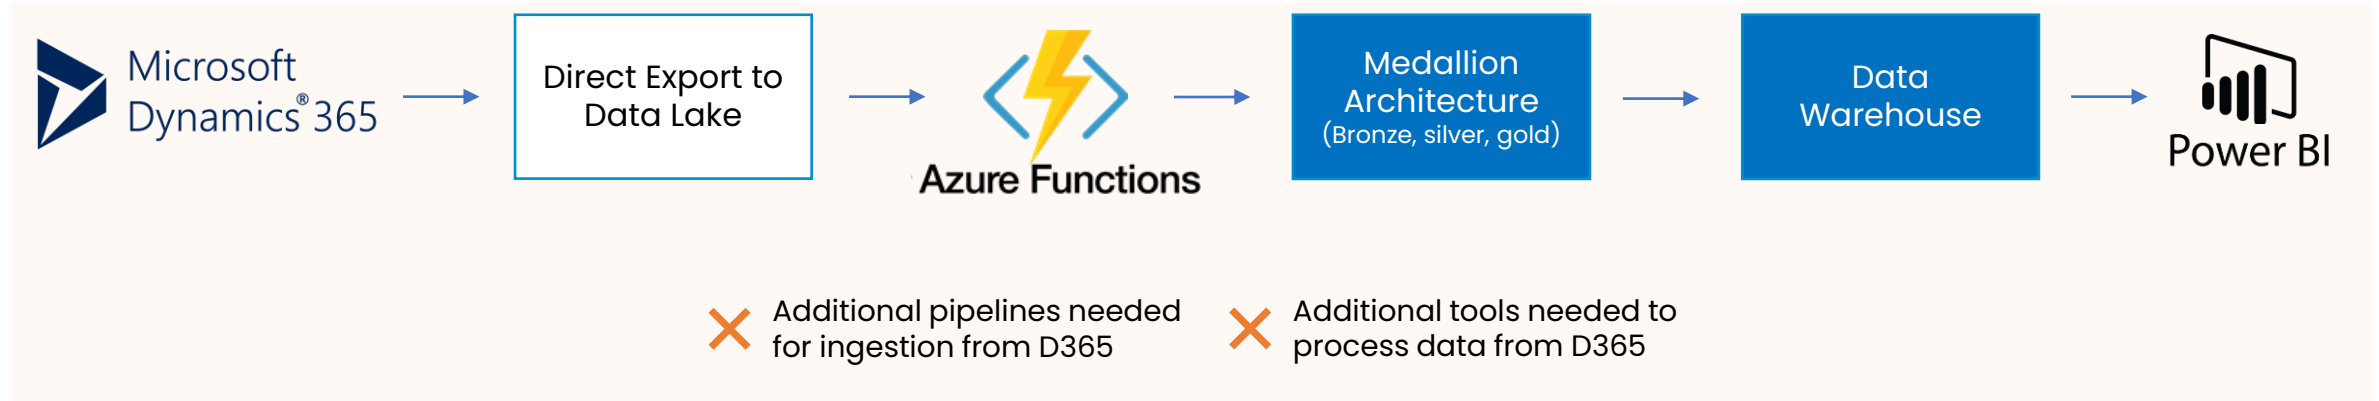 Microsoft
Dynamics® 365
Direct Export to
Data Lake
Azure Functions
Medallion
Architecture
(Bronze, silver, gold)
Data
Warehouse
Power BI
Additional pipelines needed
for ingestion from D365
Additional tools needed to
process data from D365